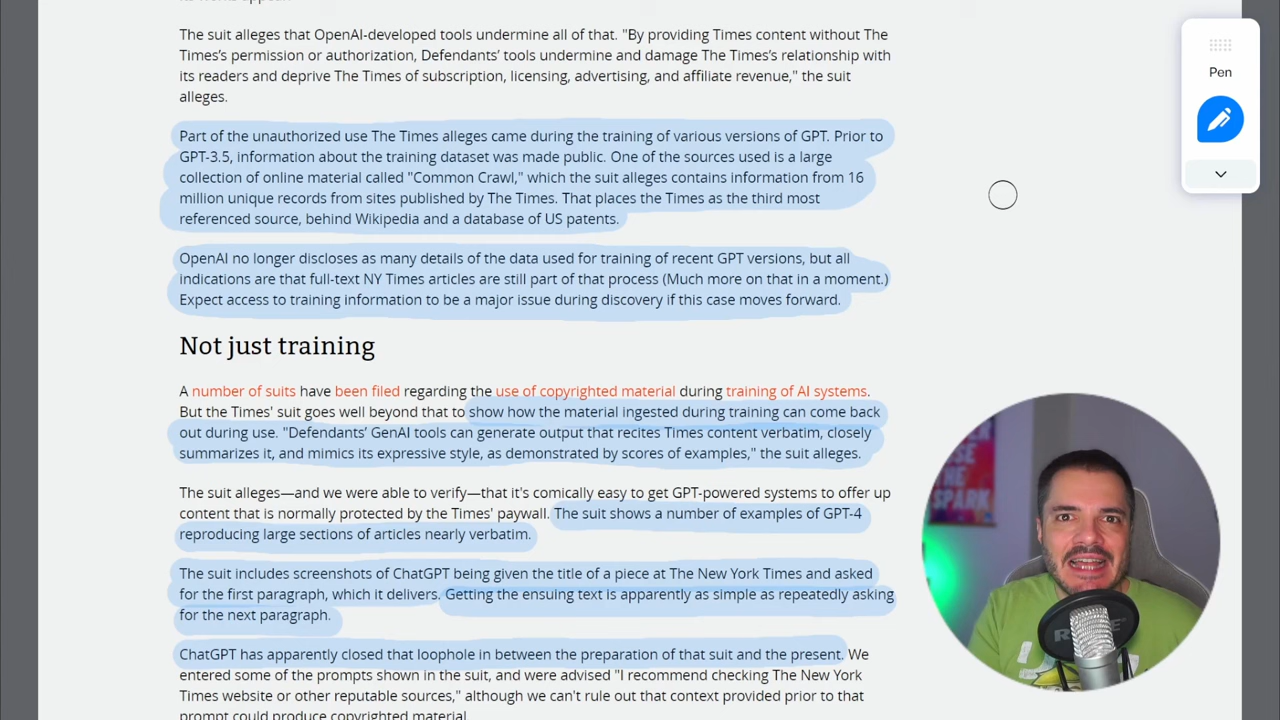 The suit alleges that OpenAI-developed tools undermine all of that. "By providing Times content without The
Times's permission or authorization, Defendants' tools undermine and damage The Times's relationship with
its readers and deprive The Times of subscription, licensing, advertising, and affiliate revenue," the suit
alleges.
Part of the unauthorized use The Times alleges came during the training of various versions of GPT. Prior to
GPT-3.5, information about the training dataset was made public. One of the sources used is a large
collection of online material called "Common Crawl," which the suit alleges contains information from 16
million unique records from sites published by The Times. That places the Times as the third most
referenced source, behind Wikipedia and a database of US patents.
OpenAI no longer discloses as many details of the data used for training of recent GPT versions, but all
indications are that full-text NY Times articles are still part of that process (Much more on that in a moment.)
Expect access to training information to be a major issue during discovery if this case moves forward.
Not just training
A number of suits have been filed regarding the use of copyrighted material during training of AI systems.
But the Times' suit goes well beyond that to show how the material ingested during training can come back
out during use. "Defendants' GenAI tools can generate output that recites Times content verbatim, closely
summarizes it, and mimics its expressive style, as demonstrated by scores of examples," the suit alleges.
The suit alleges—and we were able to verify—that it's comically easy to get GPT-powered systems to offer up
content that is normally protected by the Times' paywall. The suit shows a number of examples of GPT-4
reproducing large sections of articles nearly verbatim.
The suit includes screenshots of ChatGPT being given the title of a piece at The New York Times and asked
for the first paragraph, which it delivers. Getting the ensuing text is apparently as simple as repeatedly asking
for the next paragraph.
ChatGPT has apparently closed that loophole in between the preparation of that suit and the present. We
entered some of the prompts shown in the suit, and were advised "I recommend checking The New York
Times website or other reputable sources," although we can't rule out that context provided prior to that
prompt could produce copyrighted material.
Pen
THE
SPARK